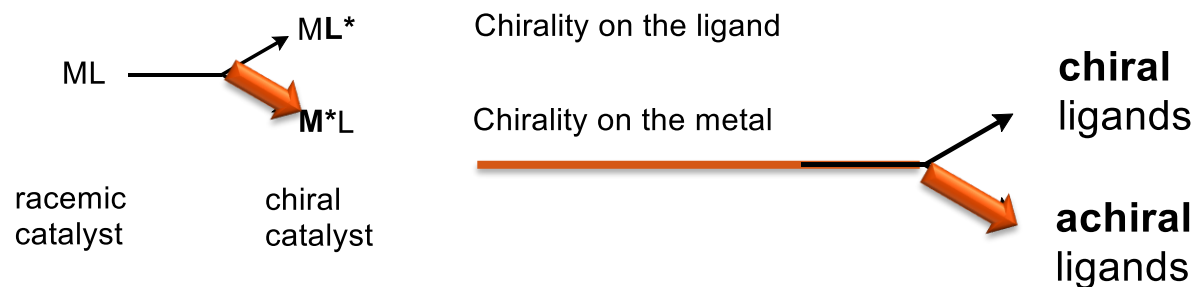 ML*
Chirality on the ligand
ML
M*L
Chirality on the metal
racemic
catalyst
chiral
catalyst
chiral
ligands
achiral
ligands